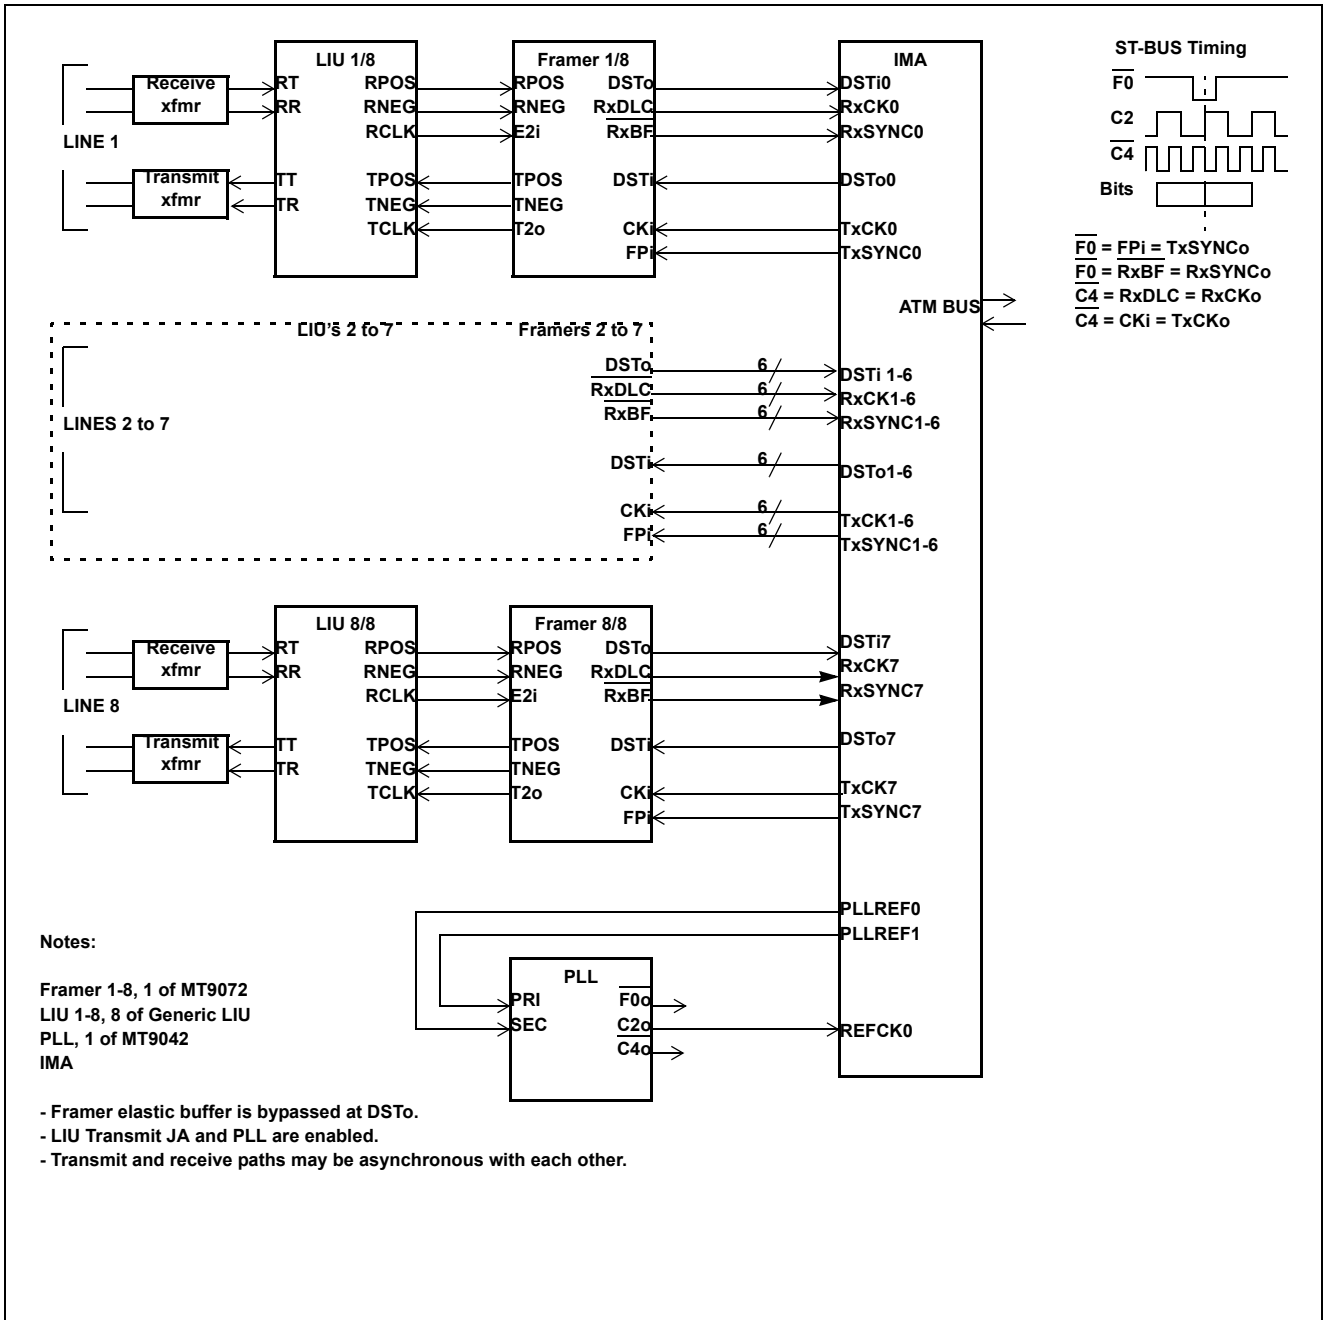 LIU 1/8
Framer 1/8
IMA
ST-BUS Timing
Receive
xfmr
RT
RR
RPOS
RNEG
RCLK
RPOS
RNEG
E2i
DSTo
RxDLC
RxBF
DSTi0
RxCK0
RxSYNC0
F0
C2
C4
Bits
LINE 1
Transmit
xfmr
TT
TR
TPOS
TNEG
TCLK
TPOS
TNEG
T2o
DSTi
CKi
FPi
DSTo0
TxCK0
TxSYNC0
F0 = FPi = TxSYNCo
F0 = RxBF = RxSYNCo
C4 = RxDLC = RxCKo
C4 = CKi = TxCKo
ATM BUS
LIU's 2 to 7
Framers 2 to 7
LINES 2 to 7
DSTo
RxDLC
RxBF
DSTi
CKi
FPi
6
6
6
6
6
6
DSTi 1-6
RxCK1-6
RxSYNC1-6
DSTo1-6
TxCK1-6
TxSYNC1-6
LIU 8/8
Framer 8/8
Receive
xfmr
RT
RR
RPOS
RNEG
RCLK
RPOS
RNEG
E2i
DSTo
RxDLC
RxBF
DSTi7
RxCK7
RxSYNC7
LINE 8
Transmit
xfmr
TT
TR
TPOS
TNEG
TCLK
TPOS
TNEG
T2o
DSTi
CKi
FPi
DSTo7
TxCK7
TxSYNC7
PLLREF0
PLLREF1
PLL
PRI
SEC
F0o
C2o
C4o
REFCK0
Notes:
Framer 1-8, 1 of MT9072
LIU 1-8, 8 of Generic LIU
PLL, 1 of MT9042
IMA
- Framer elastic buffer is bypassed at DSTo.
- LIU Transmit JA and PLL are enabled.
- Transmit and receive paths may be asynchronous with each other.